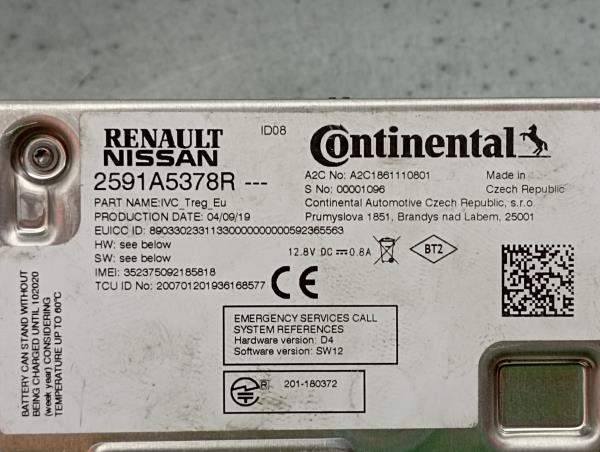 RENAULT
NISSAN
ID08
Continental
2591A5378R ---
A2C No: A2C1861110801
Made in
S No: 00001096
Czech Republic
PART NAME:IVC_Treg_Eu
Continental Automotive Czech Republic, s.r.o.
PRODUCTION DATE: 04/09/19
Prumyslova 1851, Brandys nad Labem, 25001
EUICC ID: 89033023311330000000000592365563
HW: see below
12.8V DC ⎓ 0.8A
BT2
SW: see below
IMEI: 352375092185818
TCU ID No: 200701201936168577
CE
EMERGENCY SERVICES CALL
SYSTEM REFERENCES
Hardware version: D4
Software version: SW12
R 201-180372
BATTERY CAN STAND WITHOUT
BEING CHARGED UNTIL 102020
(week year) CONSIDERING
TEMPERATURE UP TO 60°C